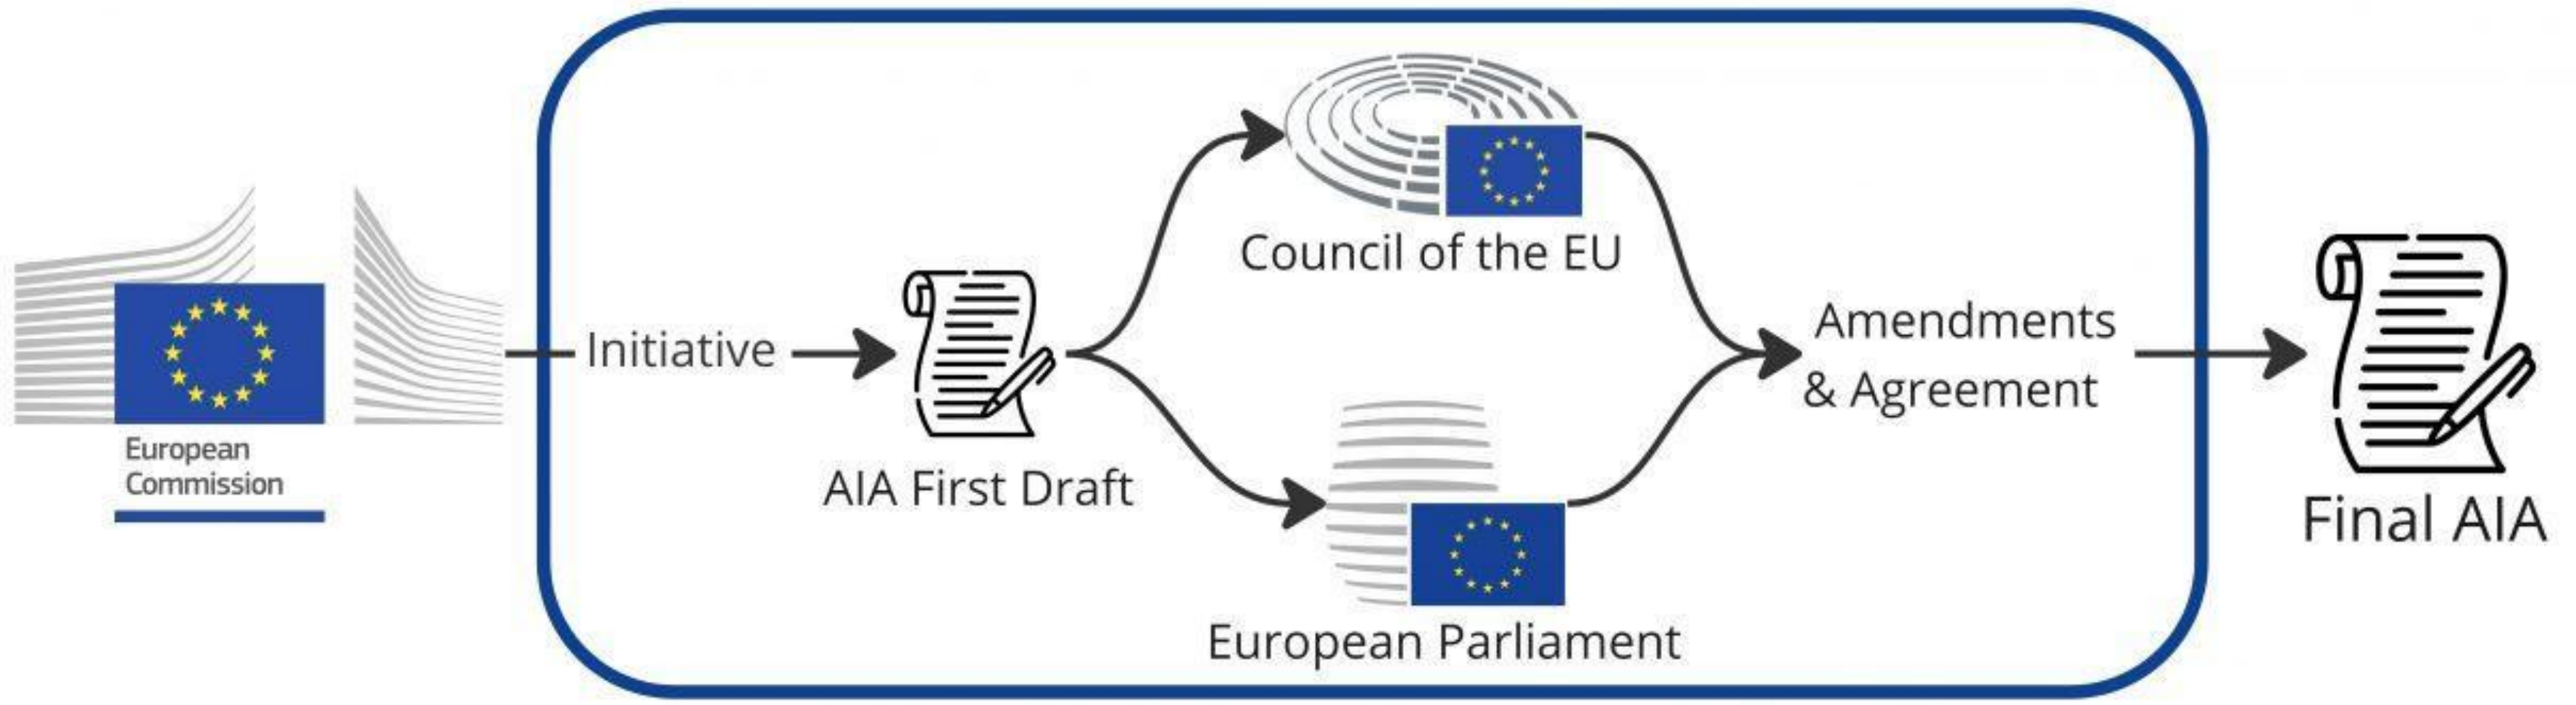 European
Commission
Initiative
AIA First Draft
Council of the EU
European Parliament
Amendments
& Agreement
Final AIA